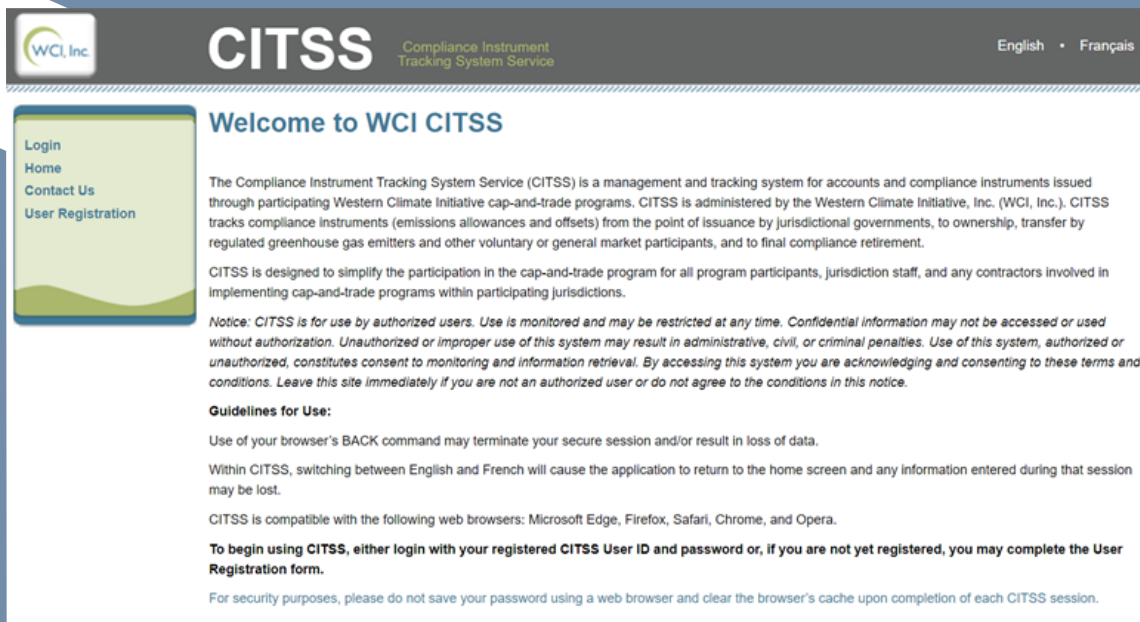 WCI, Inc.
CITSS
Compliance Instrument
Tracking System Service
English • Français
Login
Home
Contact Us
User Registration
Welcome to WCI CITSS
The Compliance Instrument Tracking System Service (CITSS) is a management and tracking system for accounts and compliance instruments issued
through participating Western Climate Initiative cap-and-trade programs. CITSS is administered by the Western Climate Initiative, Inc. (WCI, Inc.). CITSS
tracks compliance instruments (emissions allowances and offsets) from the point of issuance by jurisdictional governments, to ownership, transfer by
regulated greenhouse gas emitters and other voluntary or general market participants, and to final compliance retirement.
CITSS is designed to simplify the participation in the cap-and-trade program for all program participants, jurisdiction staff, and any contractors involved in
implementing cap-and-trade programs within participating jurisdictions.
Notice: CITSS is for use by authorized users. Use is monitored and may be restricted at any time. Confidential information may not be accessed or used
without authorization. Unauthorized or improper use of this system may result in administrative, civil, or criminal penalties. Use of this system, authorized or
unauthorized, constitutes consent to monitoring and information retrieval. By accessing this system you are acknowledging and consenting to these terms and
conditions. Leave this site immediately if you are not an authorized user or do not agree to the conditions in this notice.
Guidelines for Use:
Use of your browser's BACK command may terminate your secure session and/or result in loss of data.
Within CITSS, switching between English and French will cause the application to return to the home screen and any information entered during that session
may be lost.
CITSS is compatible with the following web browsers: Microsoft Edge, Firefox, Safari, Chrome, and Opera.
To begin using CITSS, either login with your registered CITSS User ID and password or, if you are not yet registered, you may complete the User
Registration form.
For security purposes, please do not save your password using a web browser and clear the browser's cache upon completion of each CITSS session.